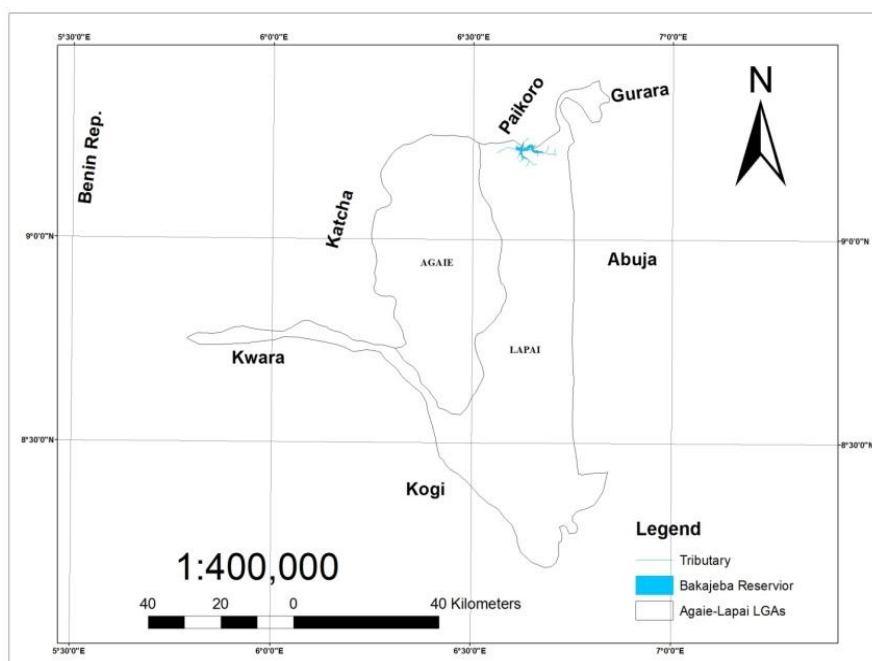 5°30'0"E 6°0'0"E 6°30'0"E 7°0'0"E
N
Gurara
Paikoro
Benin Rep.
Katcha
9°0'0"N 9°0'0"N
AGAIE
Abuja
LAPAI
Kwara
8°30'0"N 8°30'0"N
Kogi
Legend
Tributary
Bakajeba Reservior
Agaie-Lapai LGAs
1:400,000
40 20 0 40 Kilometers
5°30'0"E 6°0'0"E 6°30'0"E 7°0'0"E